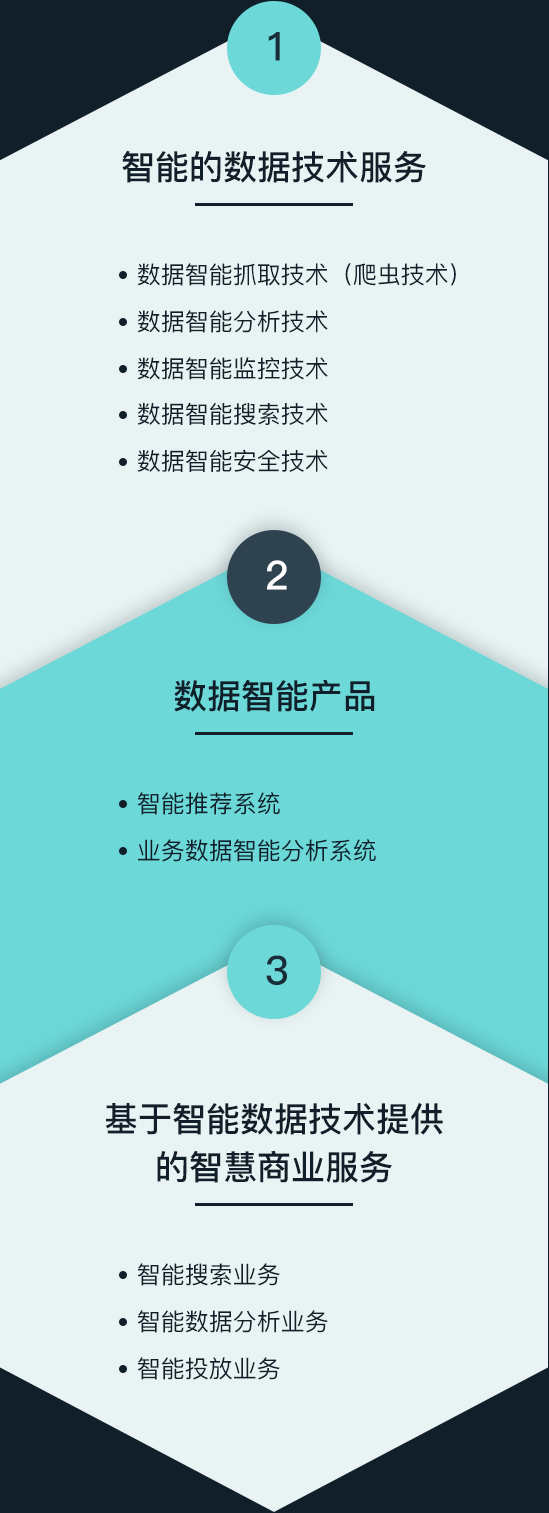 1
智能的数据技术服务
• 数据智能抓取技术（爬虫技术）
• 数据智能分析技术
• 数据智能监控技术
• 数据智能搜索技术
• 数据智能安全技术
2
数据智能产品
• 智能推荐系统
• 业务数据智能分析系统
3
基于智能数据技术提供
的智慧商业服务
• 智能搜索业务
• 智能数据分析业务
• 智能投放业务